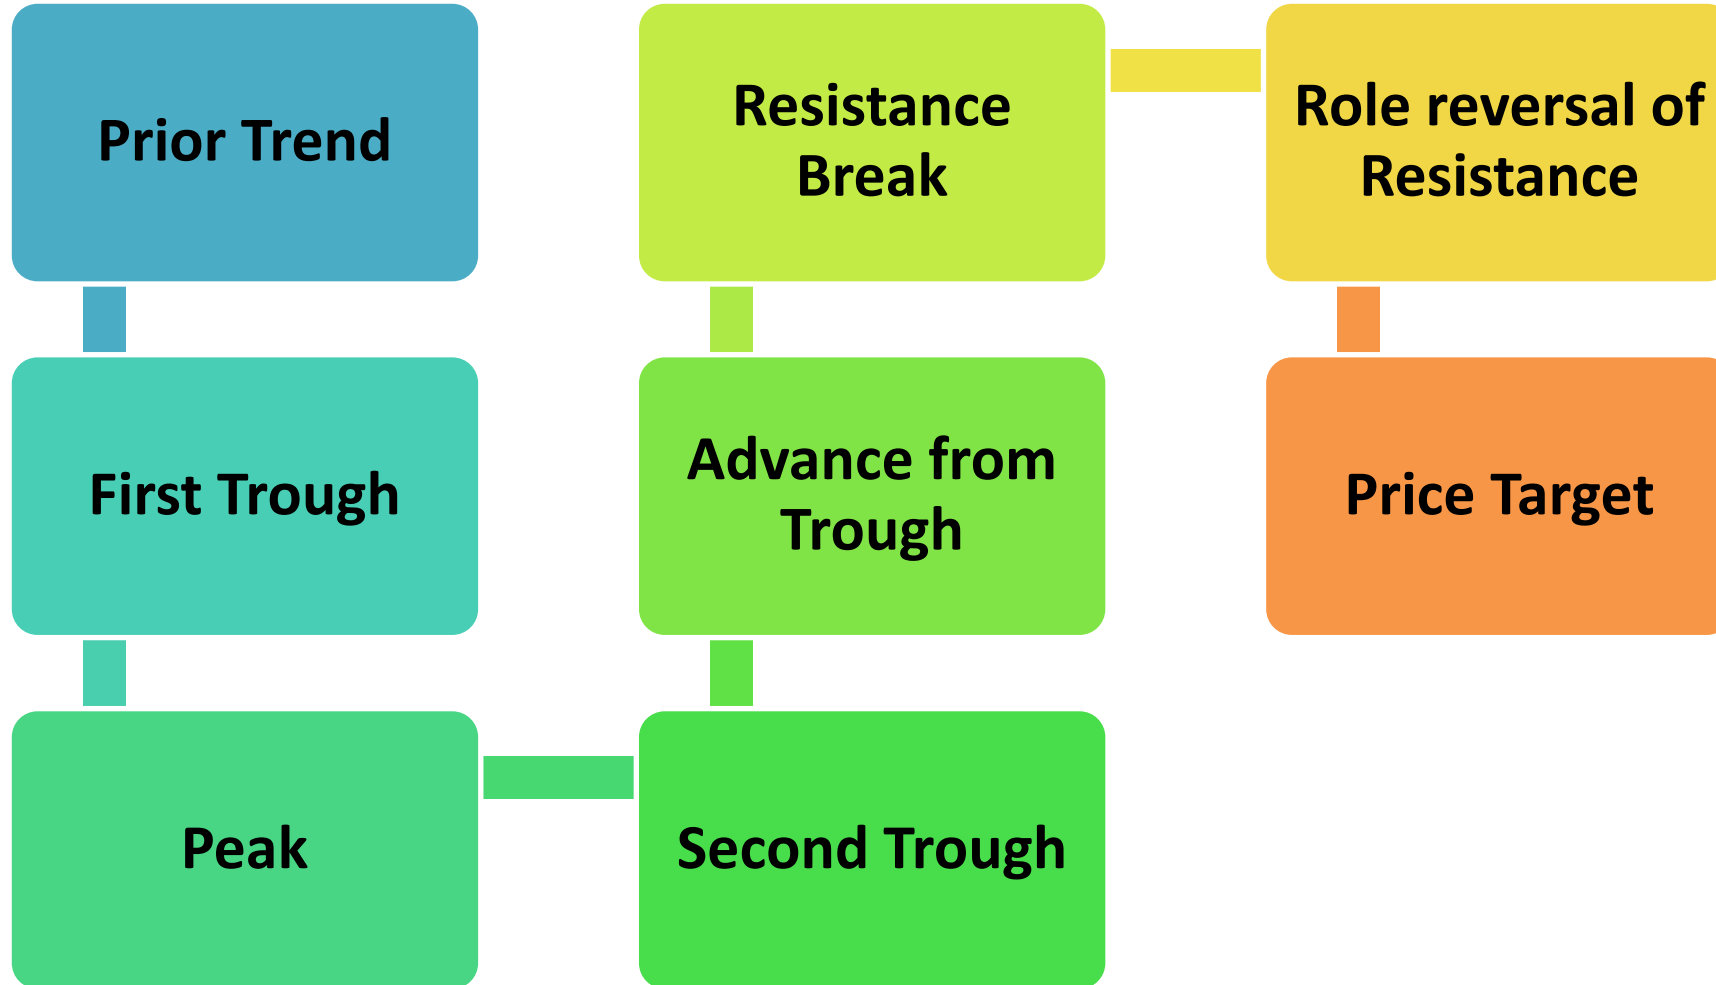 Prior Trend
First Trough
Peak
Second Trough
Advance from
Trough
Resistance
Break
Role reversal of
Resistance
Price Target